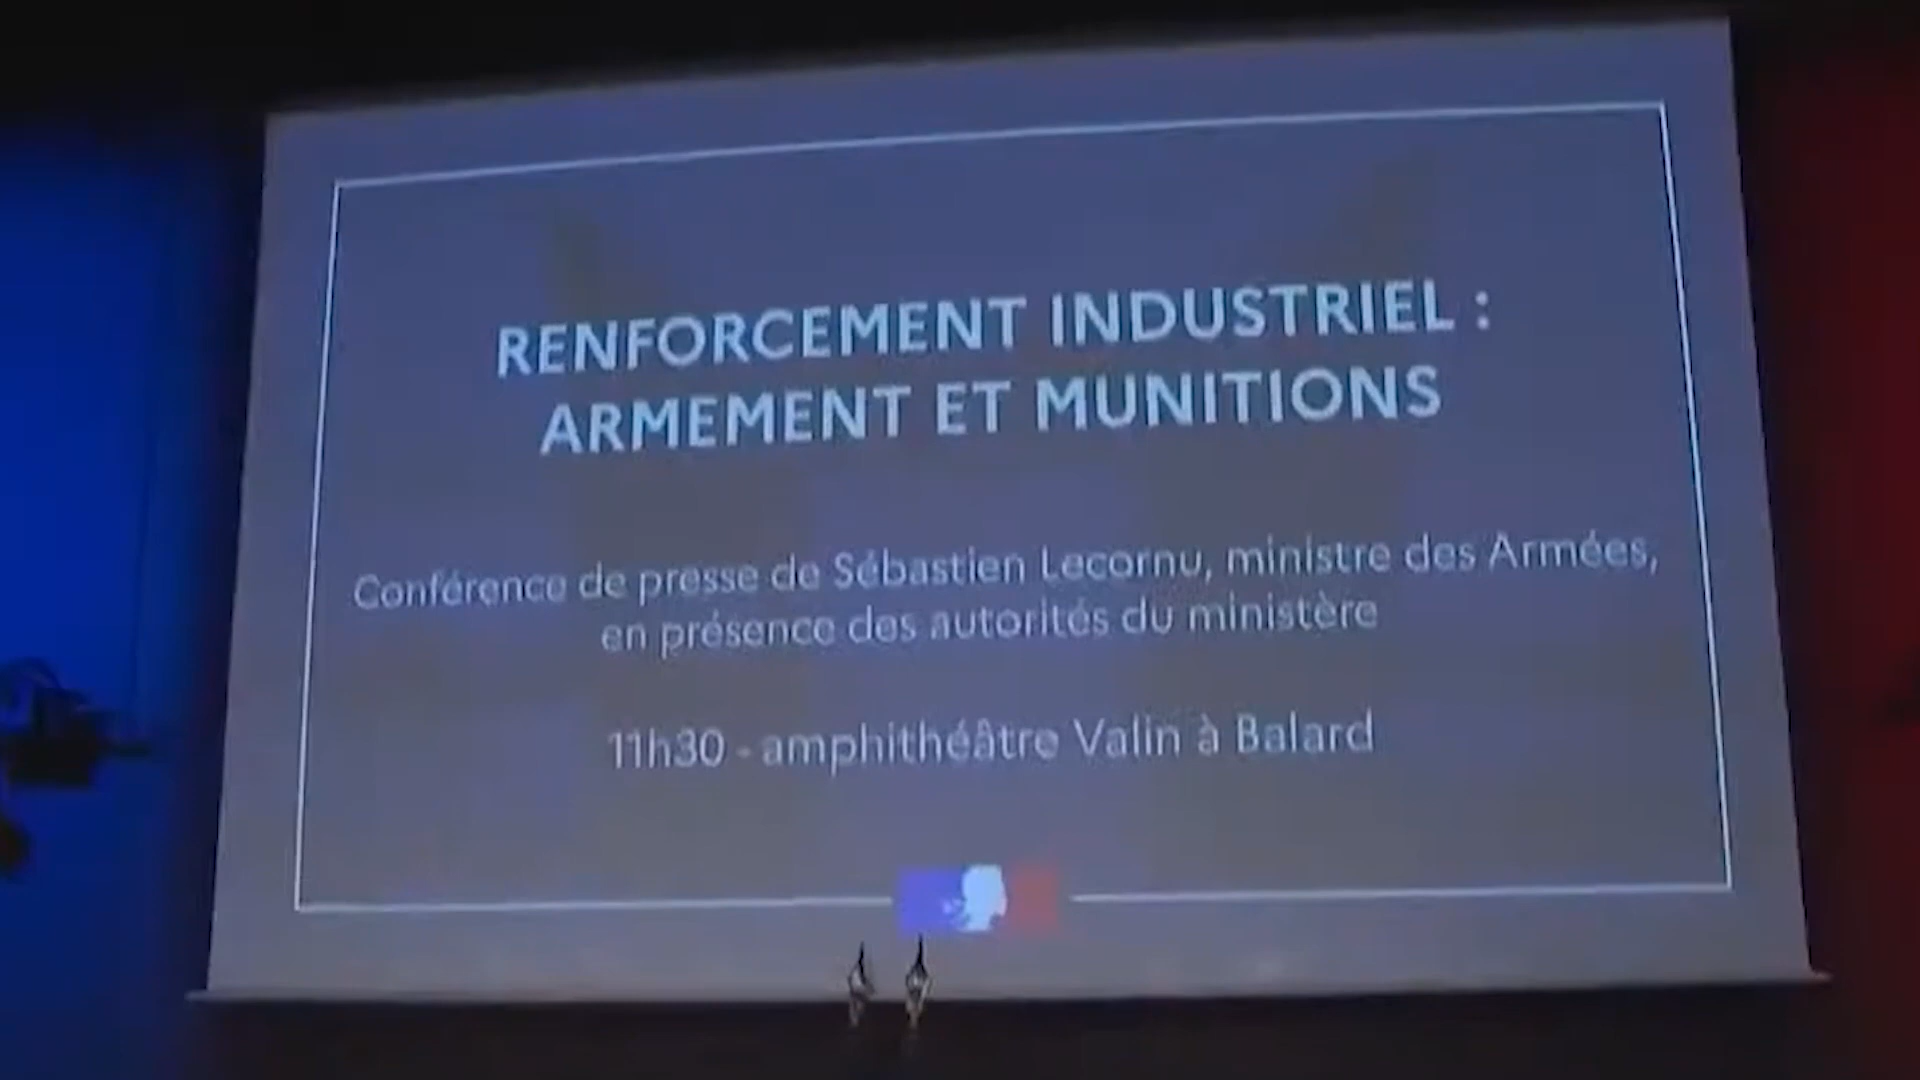 RENFORCEMENT INDUSTRIEL :
ARMEMENT ET MUNITIONS
Conférence de presse de Sébastien Lecornu, ministre des Armées,
en présence des autorités du ministère
11h30 - amphithéâtre Valin à Balard